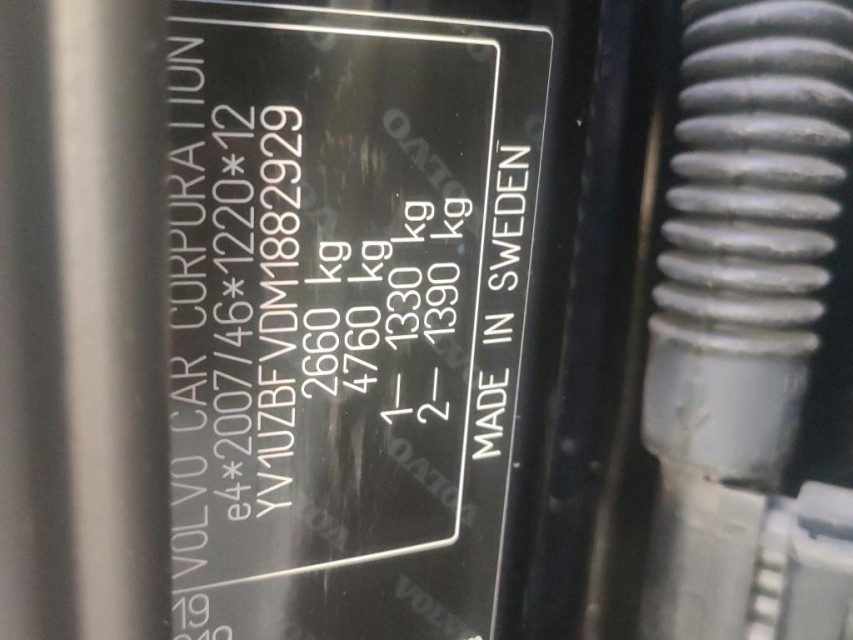 VOLVO CAR CORPORATION
e4*2007/46*1220*12
YV1UZBFVDM1882929
2660 kg
4760 kg
1– 1330 kg
2– 1390 kg
MADE IN SWEDEN
19